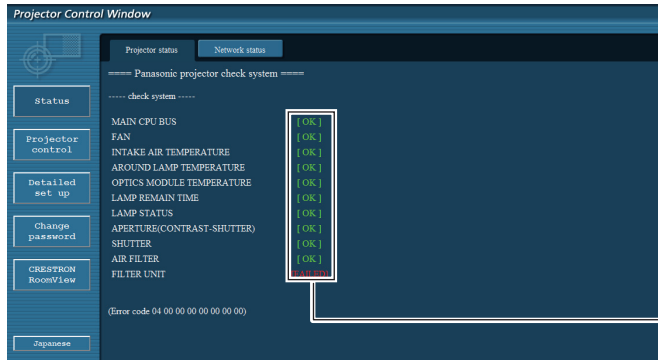 Projector Control Window
Projector status Network status
==== Panasonic projector check system ====
----- check system -----
Status
MAIN CPU BUS [ OK ]
FAN [ OK ]
Projector
control
INTAKE AIR TEMPERATURE [ OK ]
AROUND LAMP TEMPERATURE [ OK ]
Detailed
set up
OPTICS MODULE TEMPERATURE [ OK ]
LAMP REMAIN TIME [ OK ]
LAMP STATUS [ OK ]
Change
password
APERTURE(CONTRAST-SHUTTER) [ OK ]
SHUTTER [ OK ]
AIR FILTER [ OK ]
CRESTRON
RoomView
FILTER UNIT [FAILED]
(Error code 04 00 00 00 00 00 00 00)
Japanese